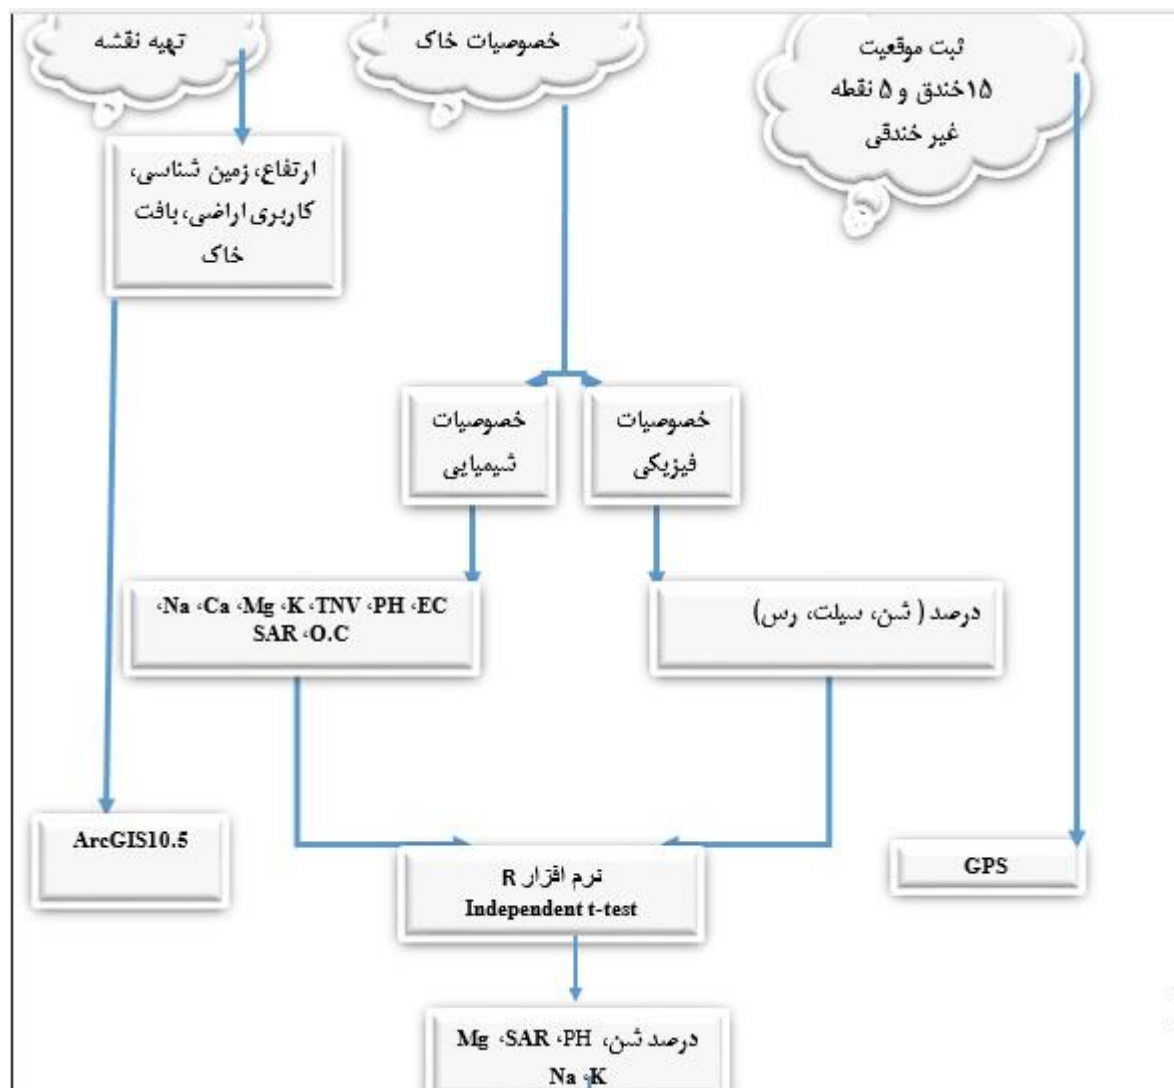 ثبت موقعیت
۱۵خندق و ۵ نقطه
غیر خندقی
خصوصیات خاک
تهیه نقشه
ارتفاع، زمین شناسی،
کاربری اراضی، بافت
خاک
خصوصیات
فیزیکی
خصوصیات
شیمیایی
درصد ( شن، سیلت، رس)
EC ،PH ،TNV ،K ،Mg ،Ca ،Na،
O.C ،SAR
ArcGIS10.5
GPS
نرم افزار R
Independent t-test
درصد شن، PH، SAR، Mg
K، Na